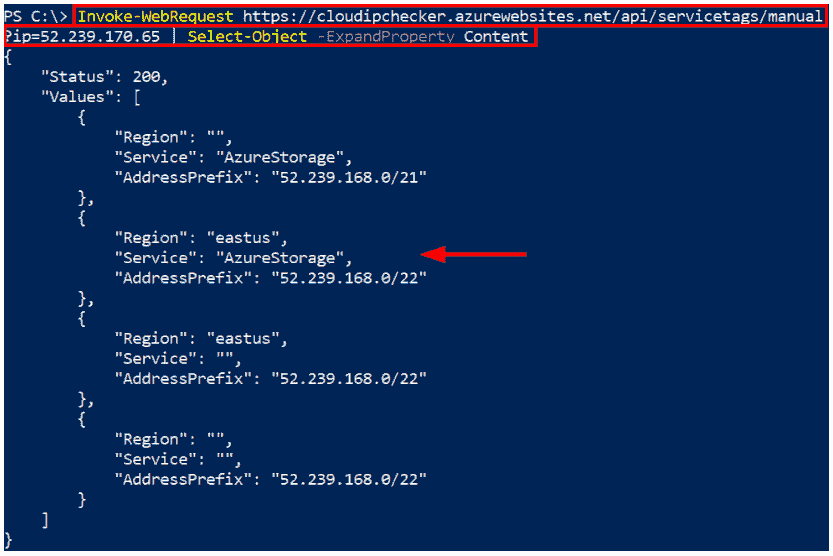 PS C:\> Invoke-WebRequest https://cloudipchecker.azurewebsites.net/api/servicetags/manual
?ip=52.239.170.65 | Select-Object -ExpandProperty Content
{
    "Status": 200,
    "Values": [
        {
            "Region": "",
            "Service": "AzureStorage",
            "AddressPrefix": "52.239.168.0/21"
        },
        {
            "Region": "eastus",
            "Service": "AzureStorage",
            "AddressPrefix": "52.239.168.0/22"
        },
        {
            "Region": "eastus",
            "Service": "",
            "AddressPrefix": "52.239.168.0/22"
        },
        {
            "Region": "",
            "Service": "",
            "AddressPrefix": "52.239.168.0/22"
        }
    ]
}